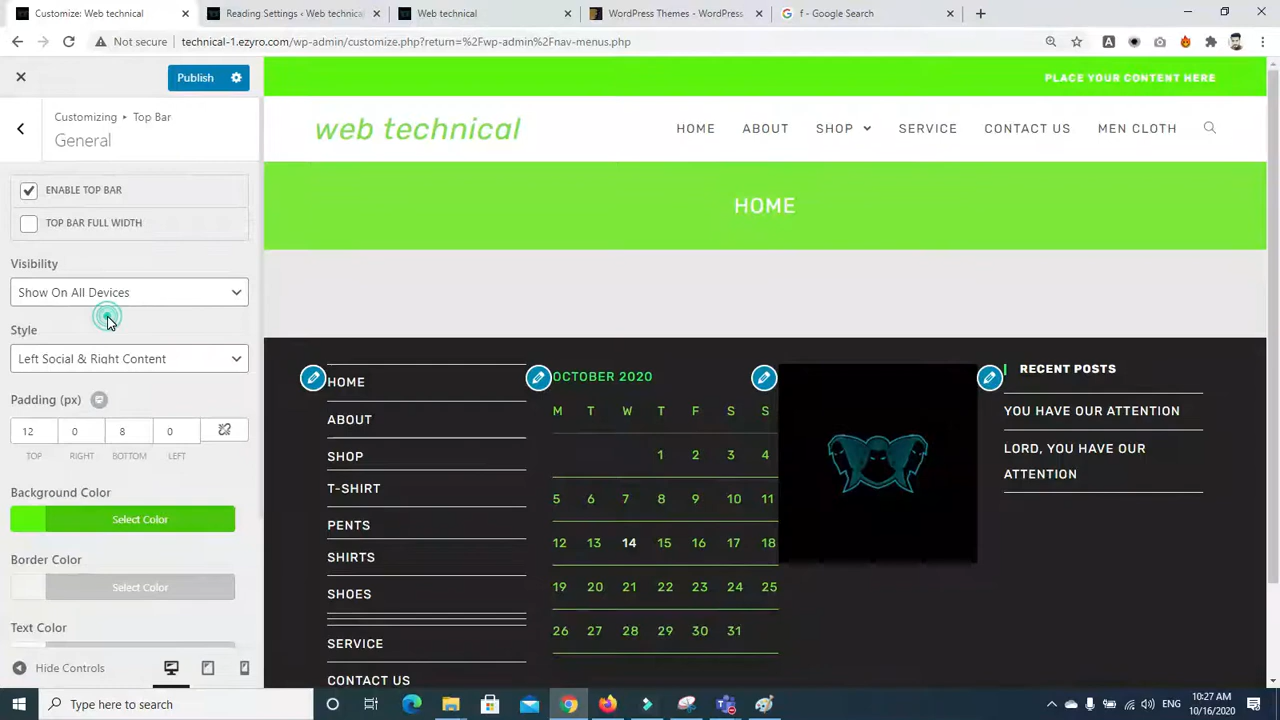 Customize: Web technical
Reading Settings ‹ Web technical
Web technical
WordPress Themes - WordPress
f - Google Search
Not secure
technical-1.ezyro.com/wp-admin/customize.php?return=%2Fwp-admin%2Fnav-menus.php
Publish
PLACE YOUR CONTENT HERE
Customizing ▸ Top Bar
General
web technical
HOME ABOUT SHOP SERVICE CONTACT US MEN CLOTH
ENABLE TOP BAR
TOP BAR FULL WIDTH
HOME
Visibility
Show On All Devices
Style
Left Social & Right Content
Padding (px)
12 0 8 0
TOP RIGHT BOTTOM LEFT
Background Color
Select Color
Border Color
Select Color
Text Color
Hide Controls
HOME
ABOUT
SHOP
T-SHIRT
PENTS
SHIRTS
SHOES
SERVICE
CONTACT US
OCTOBER 2020
M T W T F S S
1 2 3 4
5 6 7 8 9 10 11
12 13 14 15 16 17 18
19 20 21 22 23 24 25
26 27 28 29 30 31
RECENT POSTS
YOU HAVE OUR ATTENTION
LORD, YOU HAVE OUR
ATTENTION
Type here to search
ENG
10:27 AM
10/16/2020